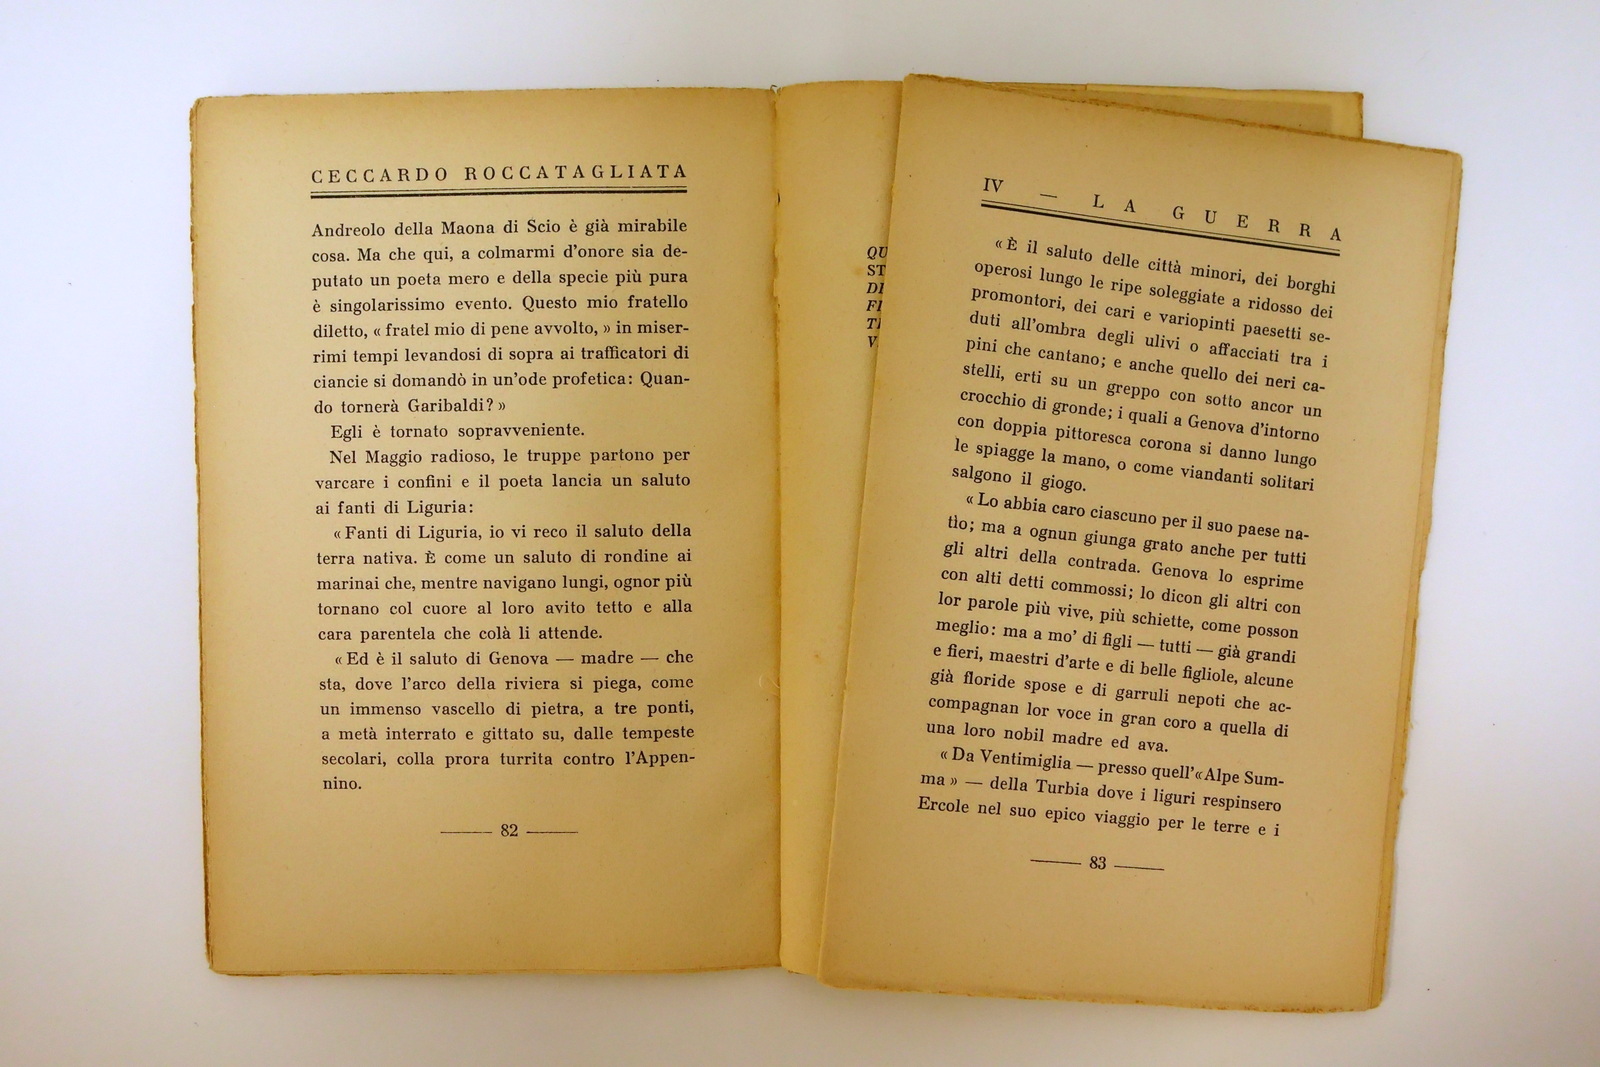 CECCARDO ROCCATAGLIATA
Andreolo della Maona di Scio è già mirabile
cosa. Ma che qui, a colmarmi d'onore sia de-
putato un poeta mero e della specie più pura
è singolarissimo evento. Questo mio fratello
diletto, « fratel mio di pene avvolto, » in miser-
rimi tempi levandosi di sopra ai trafficatori di
ciancie si domandò in un'ode profetica: Quan-
do tornerà Garibaldi? »
Egli è tornato sopravveniente.
Nel Maggio radioso, le truppe partono per
varcare i confini e il poeta lancia un saluto
ai fanti di Liguria:
« Fanti di Liguria, io vi reco il saluto della
terra nativa. È come un saluto di rondine ai
marinai che, mentre navigano lungi, ognor più
tornano col cuore al loro avito tetto e alla
cara parentela che colà li attende.
« Ed è il saluto di Genova — madre — che
sta, dove l'arco della riviera si piega, come
un immenso vascello di pietra, a tre ponti,
a metà interrato e gittato su, dalle tempeste
secolari, colla prora turrita contro l'Appen-
nino.
— 82 —
QU
ST
DI
FI
TI
V
IV — LA GUERRA
« È il saluto delle città minori, dei borghi
operosi lungo le ripe soleggiate a ridosso dei
promontori, dei cari e variopinti paesetti se-
duti all'ombra degli ulivi o affacciati tra i
pini che cantano; e anche quello dei neri ca-
stelli, erti su un greppo con sotto ancor un
crocchio di gronde; i quali a Genova d'intorno
con doppia pittoresca corona si danno lungo
le spiagge la mano, o come viandanti solitari
salgono il giogo.
« Lo abbia caro ciascuno per il suo paese na-
tìo; ma a ognun giunga grato anche per tutti
gli altri della contrada. Genova lo esprime
con alti detti commossi; lo dicon gli altri con
lor parole più vive, più schiette, come posson
meglio: ma a mo' di figli — tutti — già grandi
e fieri, maestri d'arte e di belle figliole, alcune
già floride spose e di garruli nepoti che ac-
compagnan lor voce in gran coro a quella di
una loro nobil madre ed ava.
« Da Ventimiglia — presso quell'«Alpe Sum-
ma » — della Turbia dove i liguri respinsero
Ercole nel suo epico viaggio per le terre e i
— 83 —